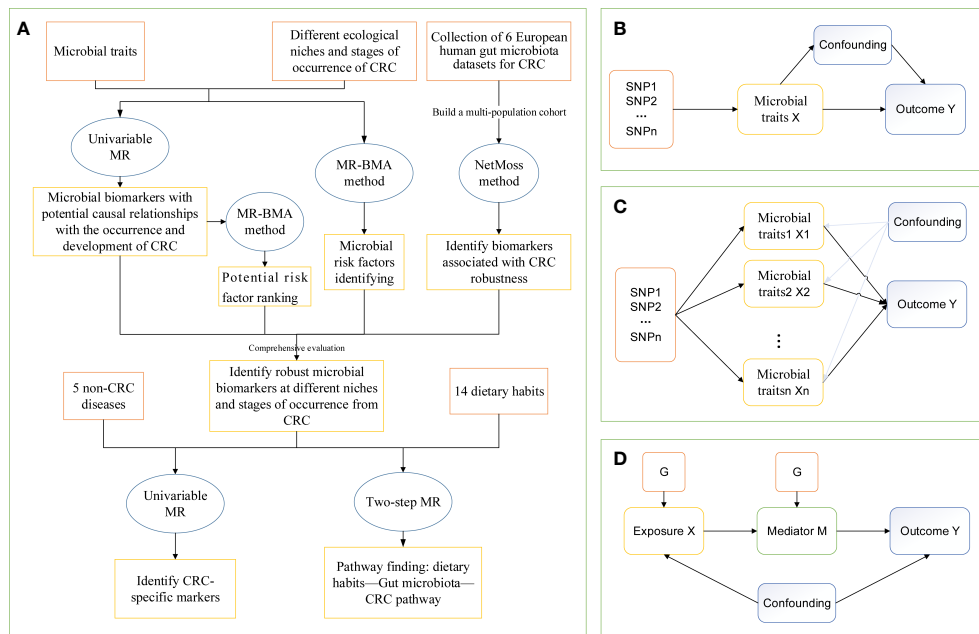 A
Microbial traits
Different ecological
niches and stages of
occurrence of CRC
Collection of 6 European
human gut microbiota
datasets for CRC
Build a multi-population cohort
Univariable
MR
MR-BMA
method
NetMoss
method
Microbial biomarkers with
potential causal relationships
with the occurrence and
development of CRC
MR-BMA
method
Microbial
risk factors
identifying
Identify biomarkers
associated with CRC
robustness
Potential risk
factor ranking
Comprehensive evaluation
5 non-CRC
diseases
Identify robust microbial
biomarkers at different niches
and stages of occurrence from
CRC
14 dietary habits
Univariable
MR
Two-step MR
Identify CRC-
specific markers
Pathway finding: dietary
habits—Gut microbiota—
CRC pathway
B
SNP1
SNP2
...
SNPn
Microbial
traits X
Confounding
Outcome Y
C
SNP1
SNP2
...
SNPn
Microbial
traits1 X1
Microbial
traits2 X2
...
Microbial
traitsn Xn
Confounding
Outcome Y
D
G
G
Exposure X
Mediator M
Outcome Y
Confounding